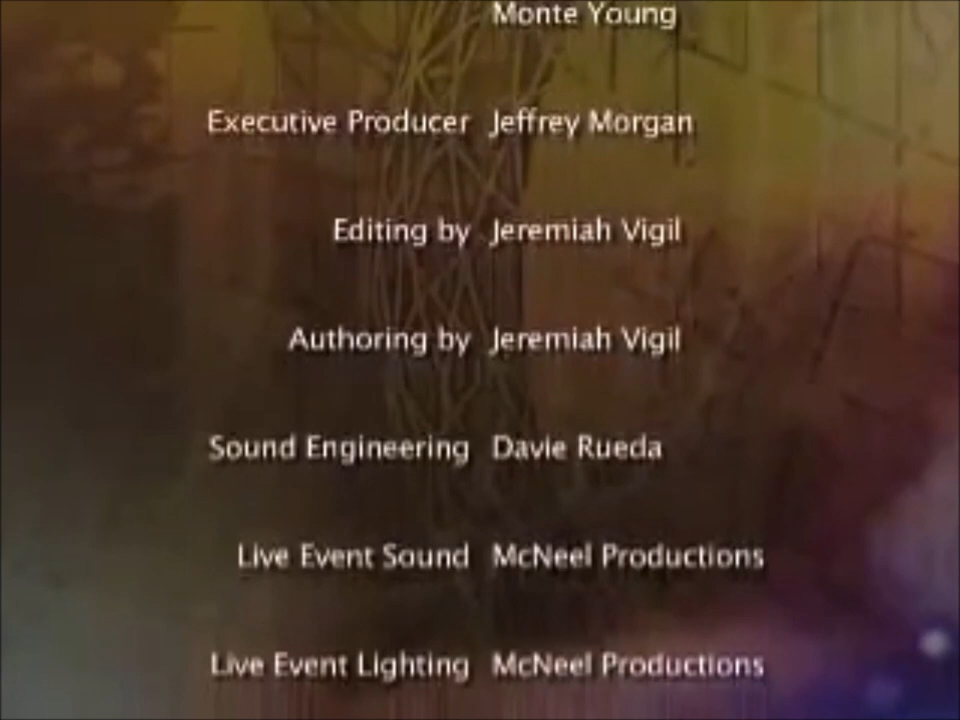 Monte Young
Executive Producer Jeffrey Morgan
Editing by Jeremiah Vigil
Authoring by Jeremiah Vigil
Sound Engineering Davie Rueda
Live Event Sound McNeel Productions
Live Event Lighting McNeel Productions